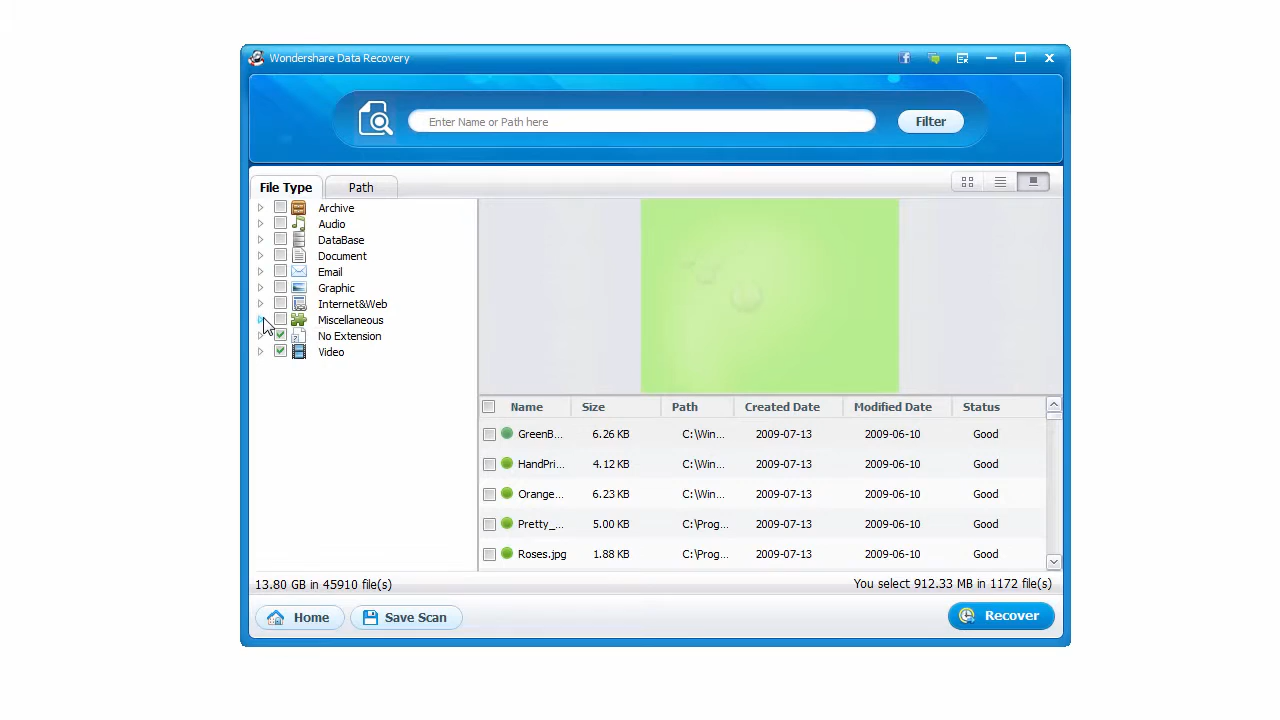 Wondershare Data Recovery
Enter Name or Path here
Filter
File Type Path
Archive
Audio
DataBase
Document
Email
Graphic
Internet&Web
Miscellaneous
No Extension
Video
Name Size Path Created Date Modified Date Status
GreenB... 6.26 KB C:\Win... 2009-07-13 2009-06-10 Good
HandPri... 4.12 KB C:\Win... 2009-07-13 2009-06-10 Good
Orange... 6.23 KB C:\Win... 2009-07-13 2009-06-10 Good
Pretty_... 5.00 KB C:\Prog... 2009-07-13 2009-06-10 Good
Roses.jpg 1.88 KB C:\Prog... 2009-07-13 2009-06-10 Good
13.80 GB in 45910 file(s) You select 912.33 MB in 1172 file(s)
Home Save Scan Recover